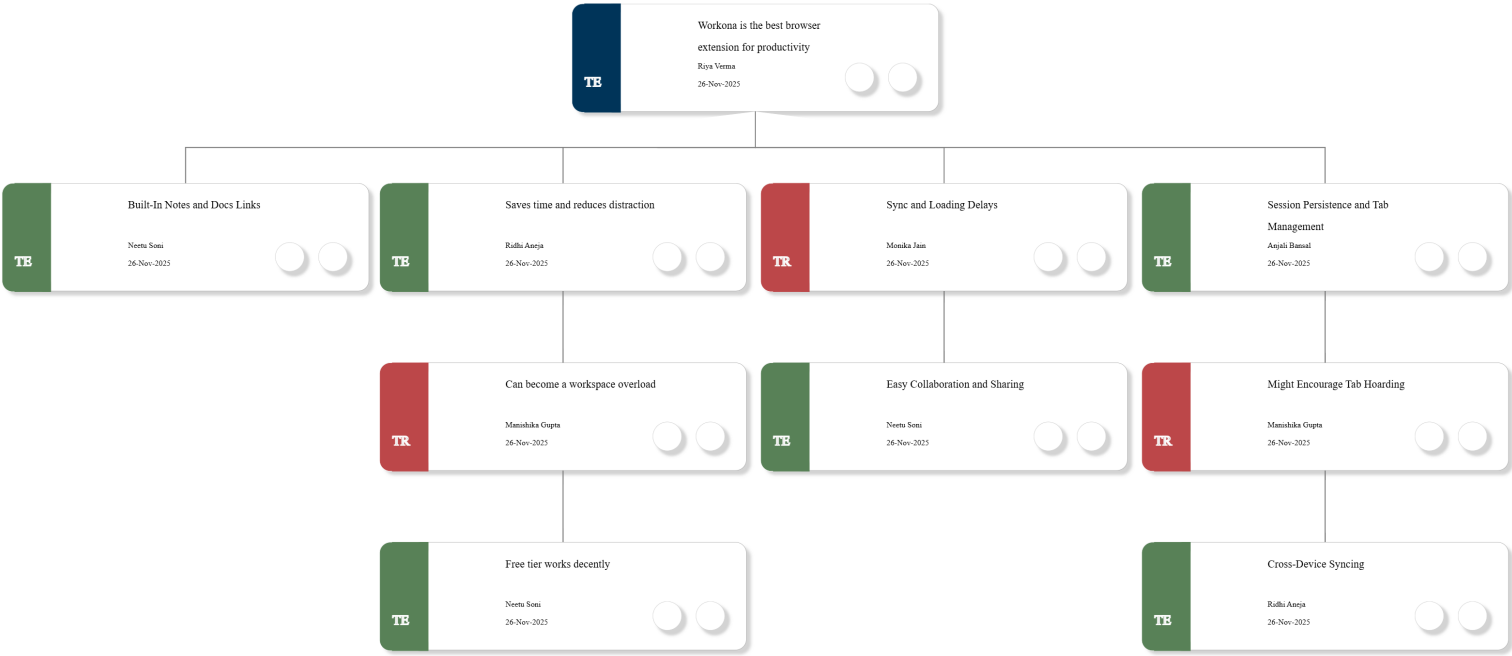 Workona is the best browser
extension for productivity
Riya Verma
26-Nov-2025
TE
Built-In Notes and Docs Links
Neetu Soni
26-Nov-2025
TE
Saves time and reduces distraction
Ridhi Aneja
26-Nov-2025
TE
Sync and Loading Delays
Monika Jain
26-Nov-2025
TR
Session Persistence and Tab
Management
Anjali Bansal
26-Nov-2025
TE
Can become a workspace overload
Manishika Gupta
26-Nov-2025
TR
Easy Collaboration and Sharing
Neetu Soni
26-Nov-2025
TE
Might Encourage Tab Hoarding
Manishika Gupta
26-Nov-2025
TR
Free tier works decently
Neetu Soni
26-Nov-2025
TE
Cross-Device Syncing
Ridhi Aneja
26-Nov-2025
TE